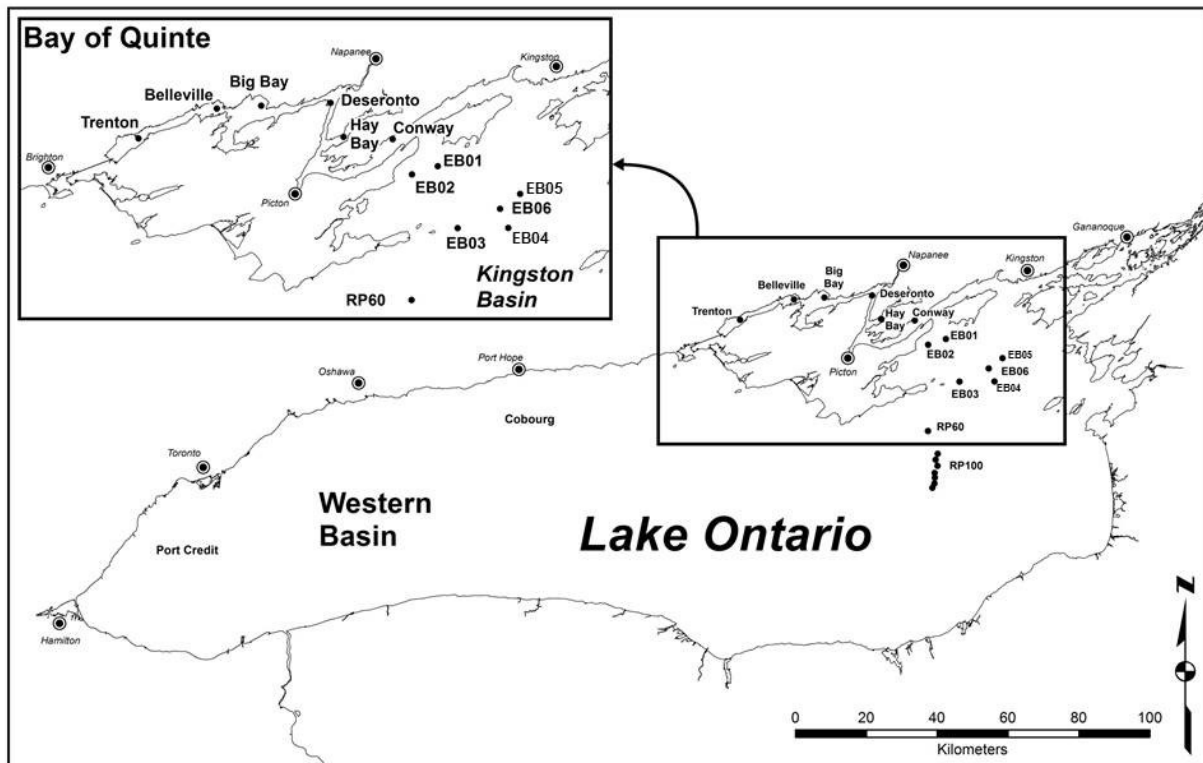 Bay of Quinte
Napanee
Kingston
Big Bay
Belleville
Deseronto
Trenton
Hay
Bay
Conway
Brighton
EB01
EB02
EB05
Picton
EB06
EB03
EB04
Kingston
Basin
RP60
Gananoque
Napanee
Kingston
Big
Bay
Belleville
Deseronto
Trenton
Hay
Bay
Conway
EB01
EB02
EB05
Picton
EB06
EB03
EB04
Port Hope
Oshawa
Cobourg
RP60
Toronto
RP100
Western
Basin
Lake Ontario
Port Credit
Hamilton
N
0 20 40 60 80 100
Kilometers